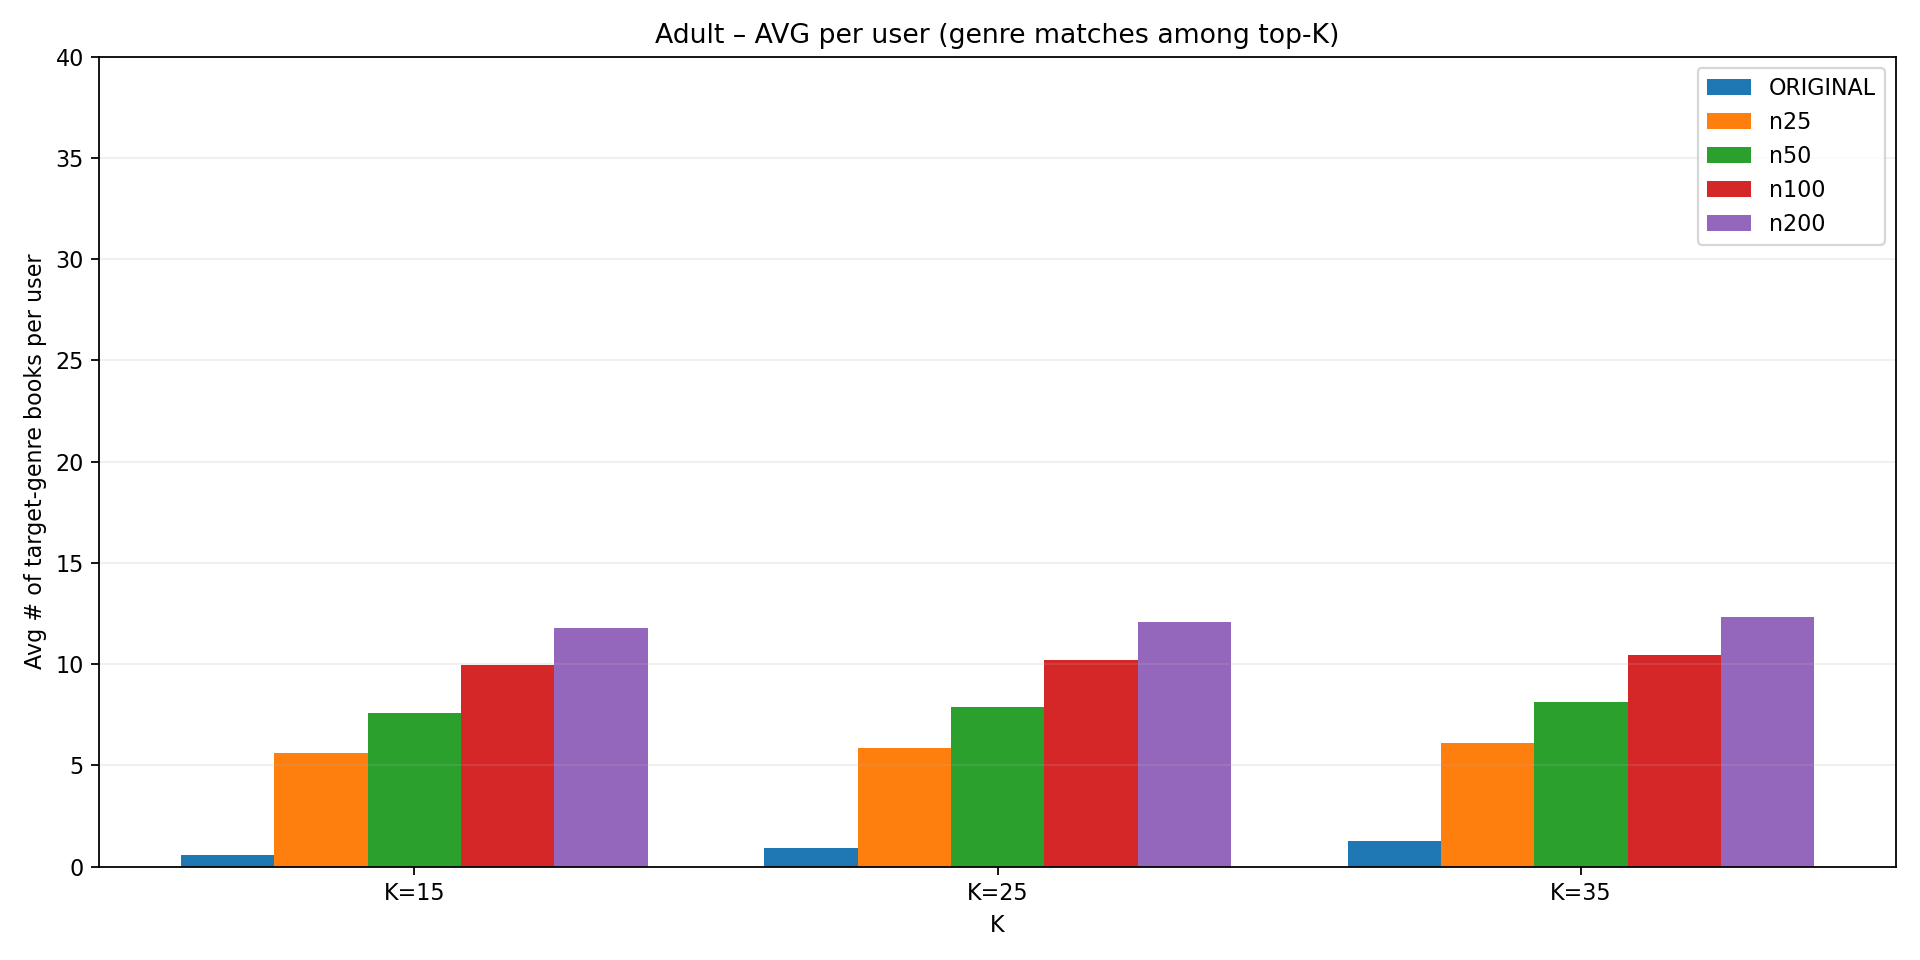 Adult – AVG per user (genre matches among top-K)
Avg # of target-genre books per user
40
35
30
25
20
15
10
5
0
ORIGINAL
n25
n50
n100
n200
K=15
K=25
K=35
K